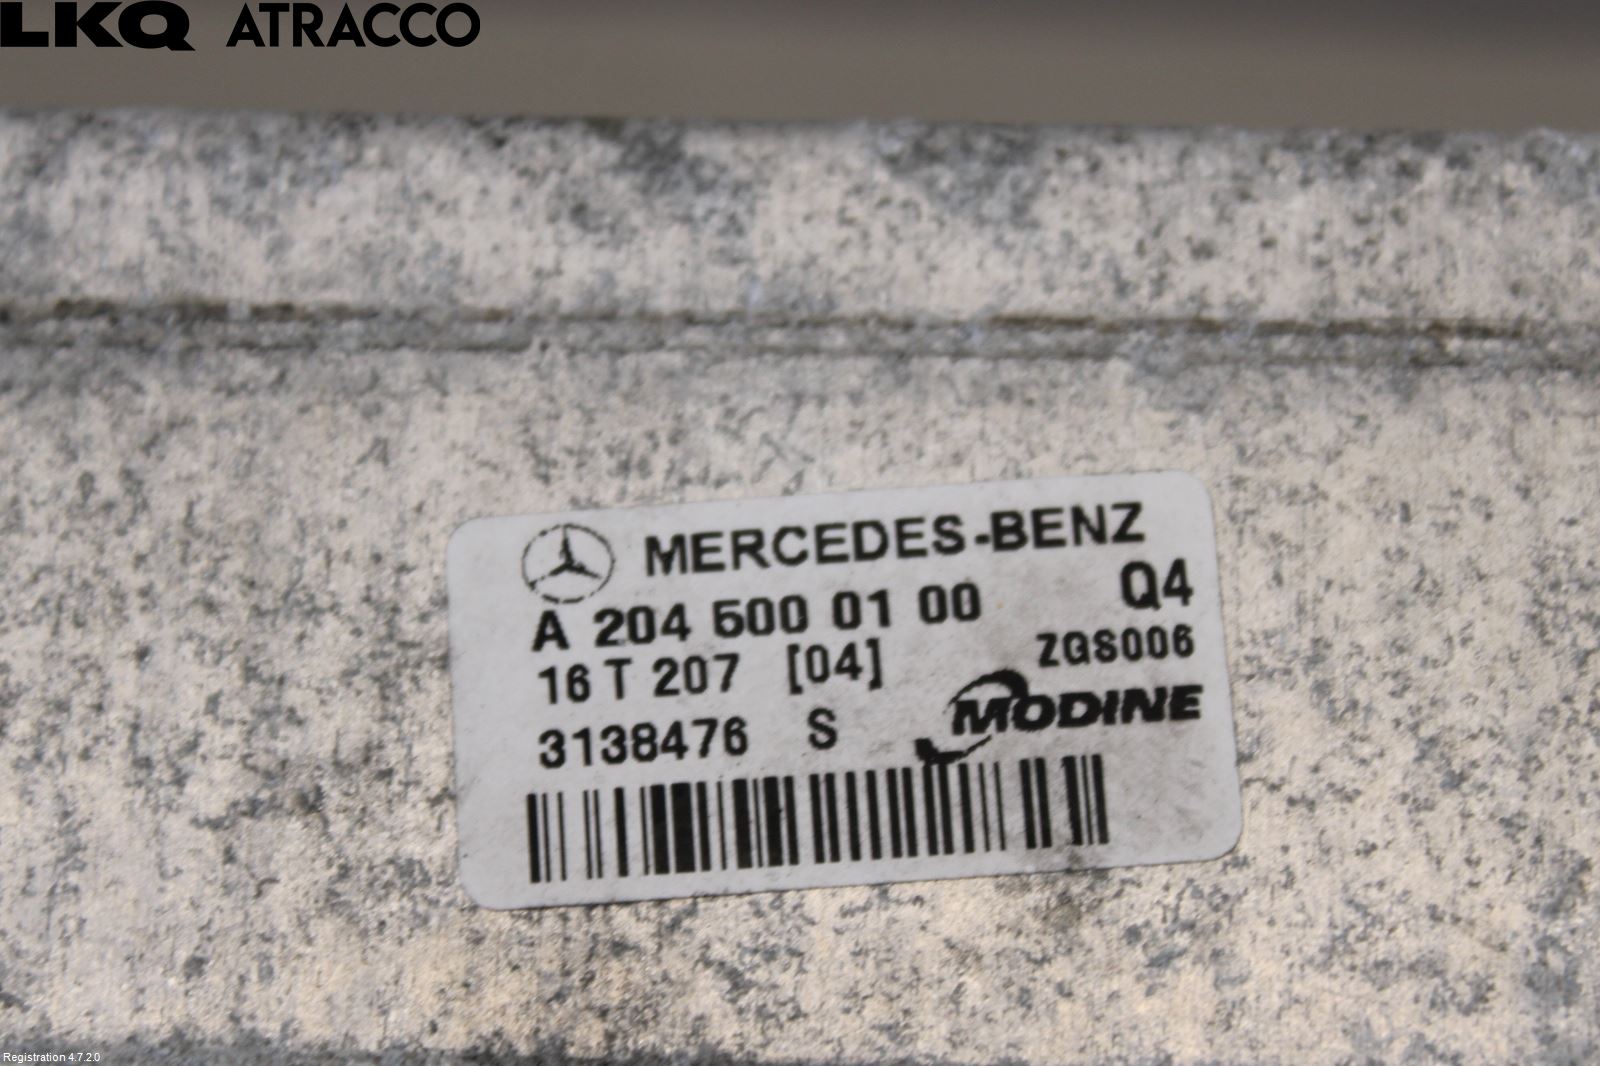 LKQ ATRACCO
MERCEDES-BENZ
A 204 500 01 00 Q4
16 T 207 [04] ZGS006
3138476 S MODINE
Registration 4.7.2.0